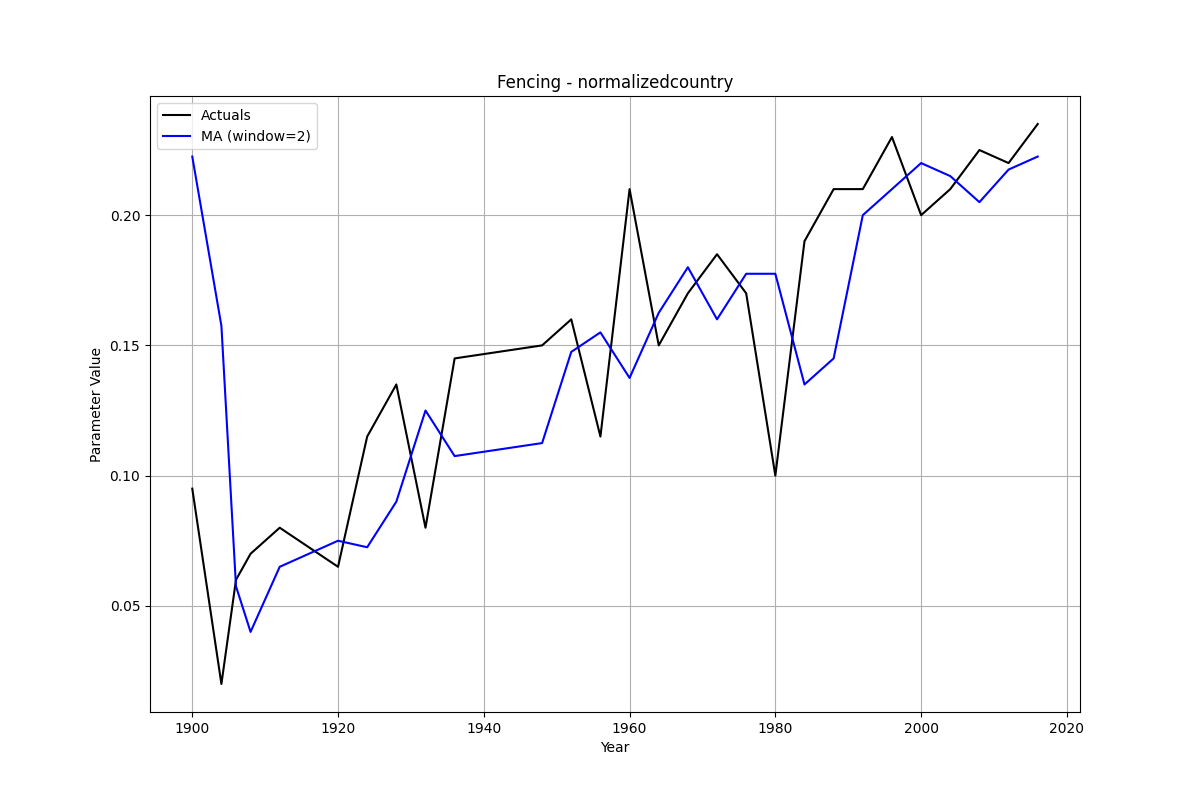 Fencing - normalizedcountry
Actuals
MA (window=2)
0.20
0.15
0.10
0.05
Parameter Value
1900 1920 1940 1960 1980 2000 2020
Year